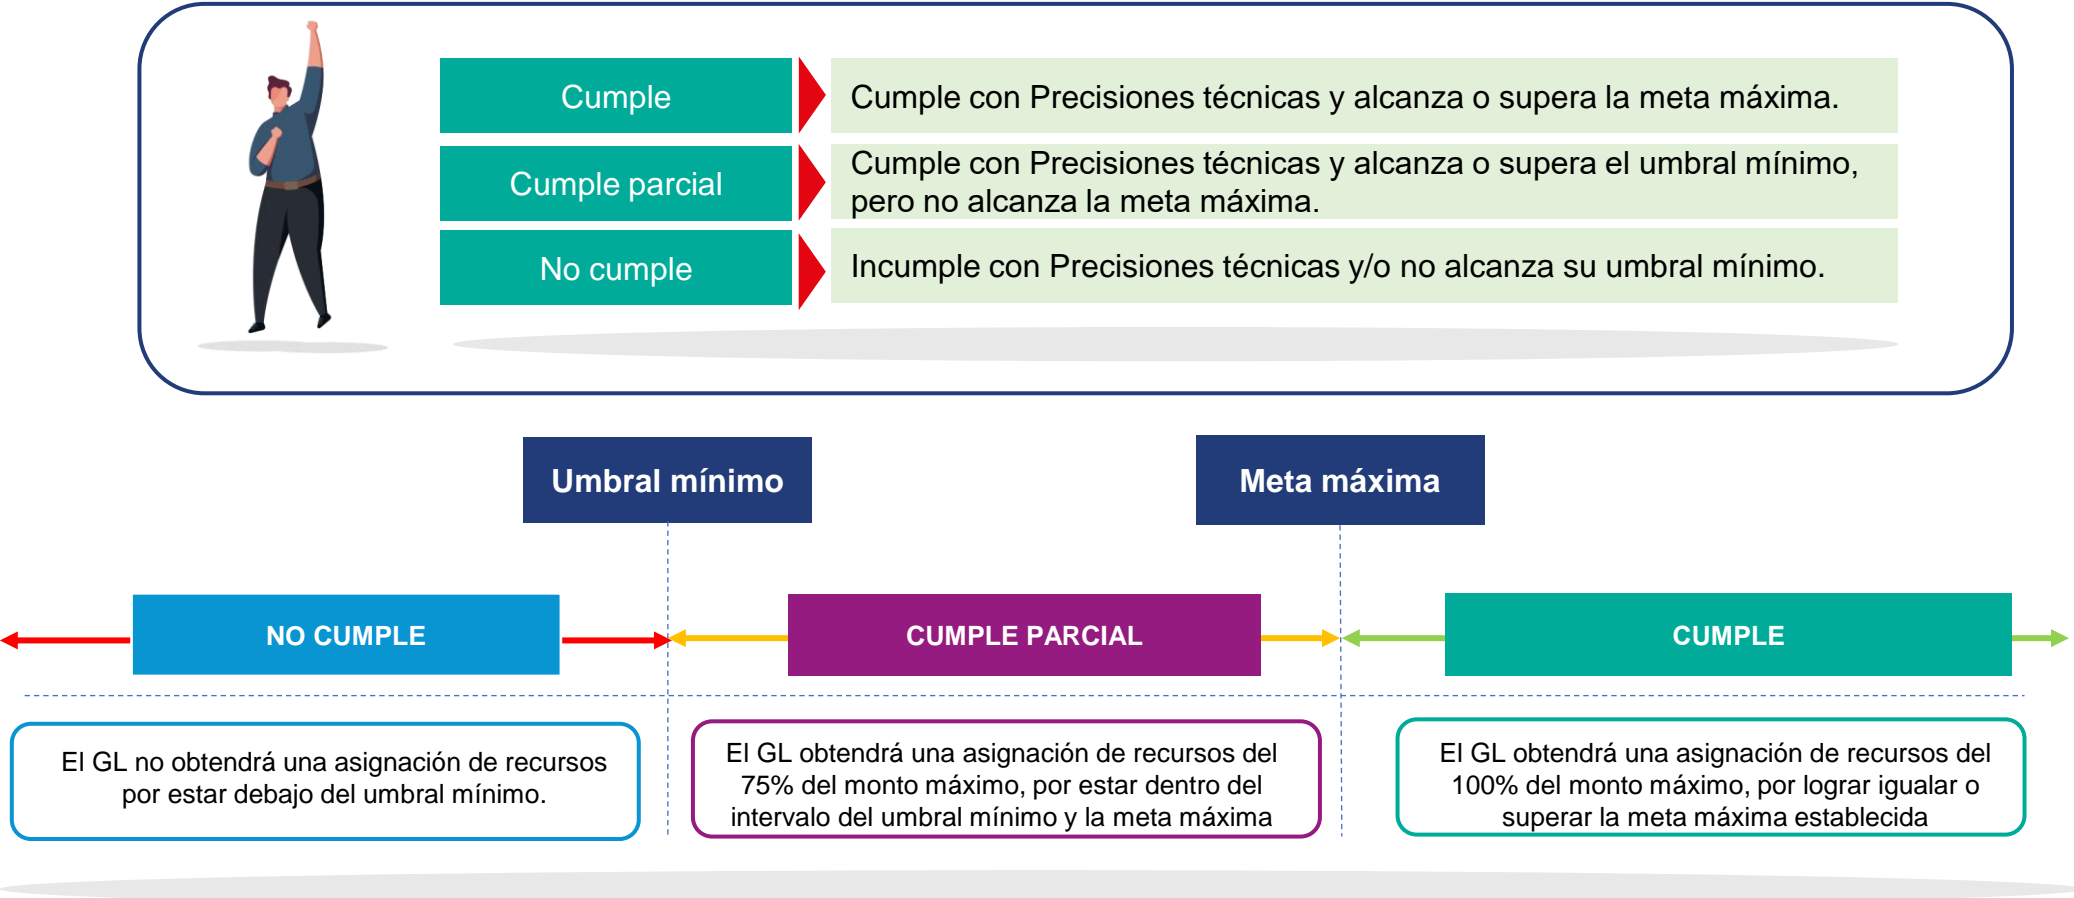 Cumple
Cumple con Precisiones técnicas y alcanza o supera la meta máxima.
Cumple parcial
Cumple con Precisiones técnicas y alcanza o supera el umbral mínimo,
pero no alcanza la meta máxima.
No cumple
Incumple con Precisiones técnicas y/o no alcanza su umbral mínimo.
Umbral mínimo
Meta máxima
NO CUMPLE
CUMPLE PARCIAL
CUMPLE
El GL no obtendrá una asignación de recursos
por estar debajo del umbral mínimo.
El GL obtendrá una asignación de recursos del
75% del monto máximo, por estar dentro del
intervalo del umbral mínimo y la meta máxima
El GL obtendrá una asignación de recursos del
100% del monto máximo, por lograr igualar o
superar la meta máxima establecida